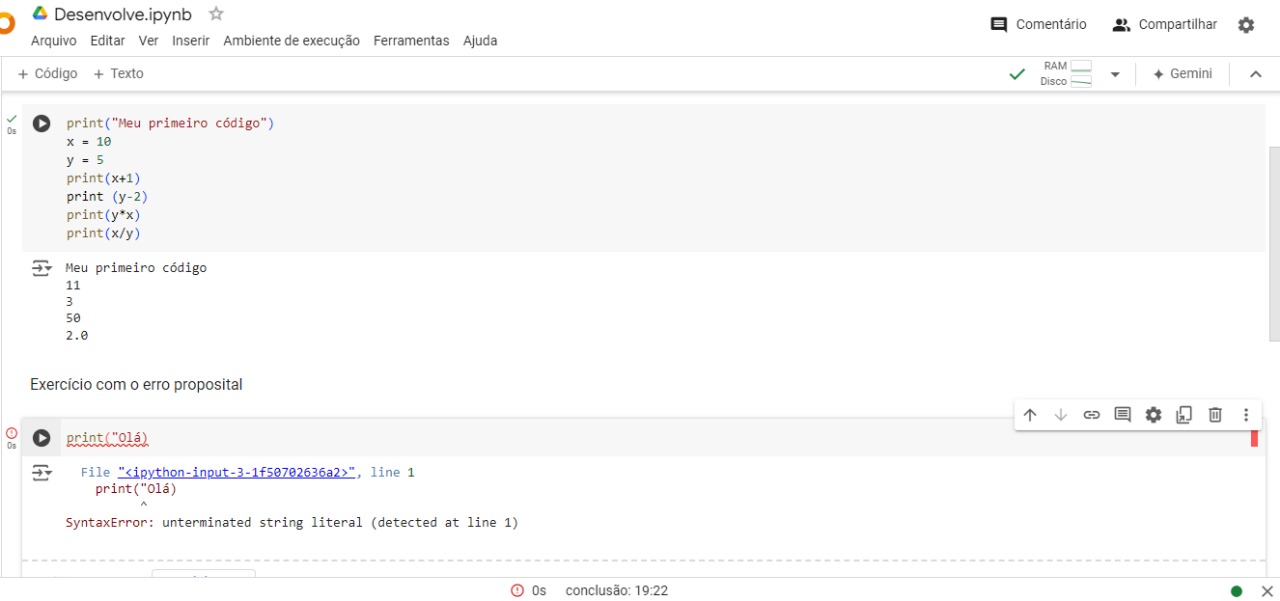 Desenvolve.ipynb
Comentário Compartilhar
Arquivo Editar Ver Inserir Ambiente de execução Ferramentas Ajuda
+ Código + Texto
RAM
Disco
Gemini
0s
print("Meu primeiro código")
x = 10
y = 5
print(x+1)
print (y-2)
print(y*x)
print(x/y)
Meu primeiro código
11
3
50
2.0
Exercício com o erro proposital
0s
print("Olá)
File "<ipython-input-3-1f50702636a2>", line 1
print("Olá)
^
SyntaxError: unterminated string literal (detected at line 1)
0s conclusão: 19:22